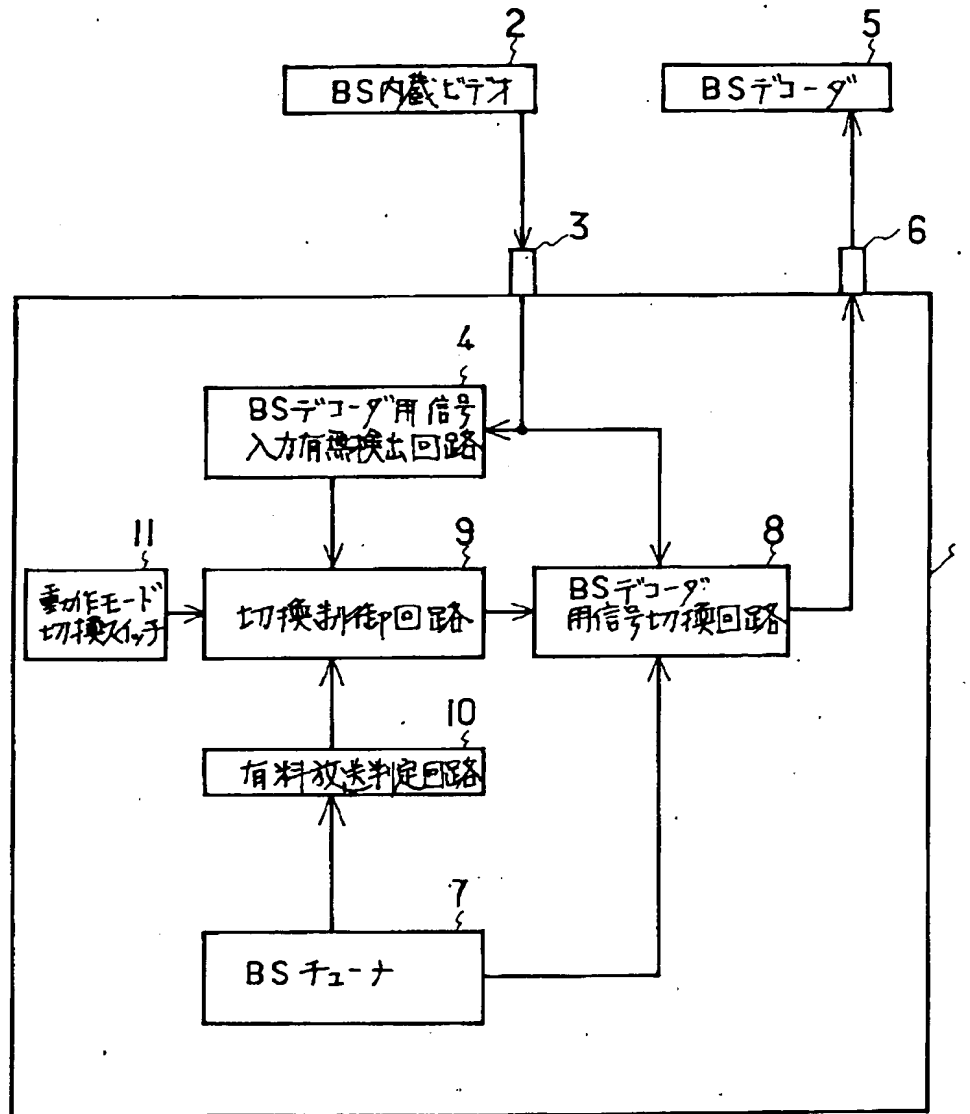 2
5
BS内蔵ビデオ
BSデコーダ
3
6
4
BSデコーダ用信号
入力有無検出回路
11
9
8
動作モード
切換スイッチ
切換制御回路
BSデコーダ
用信号切換回路
10
有料放送判定回路
7
BSチューナ